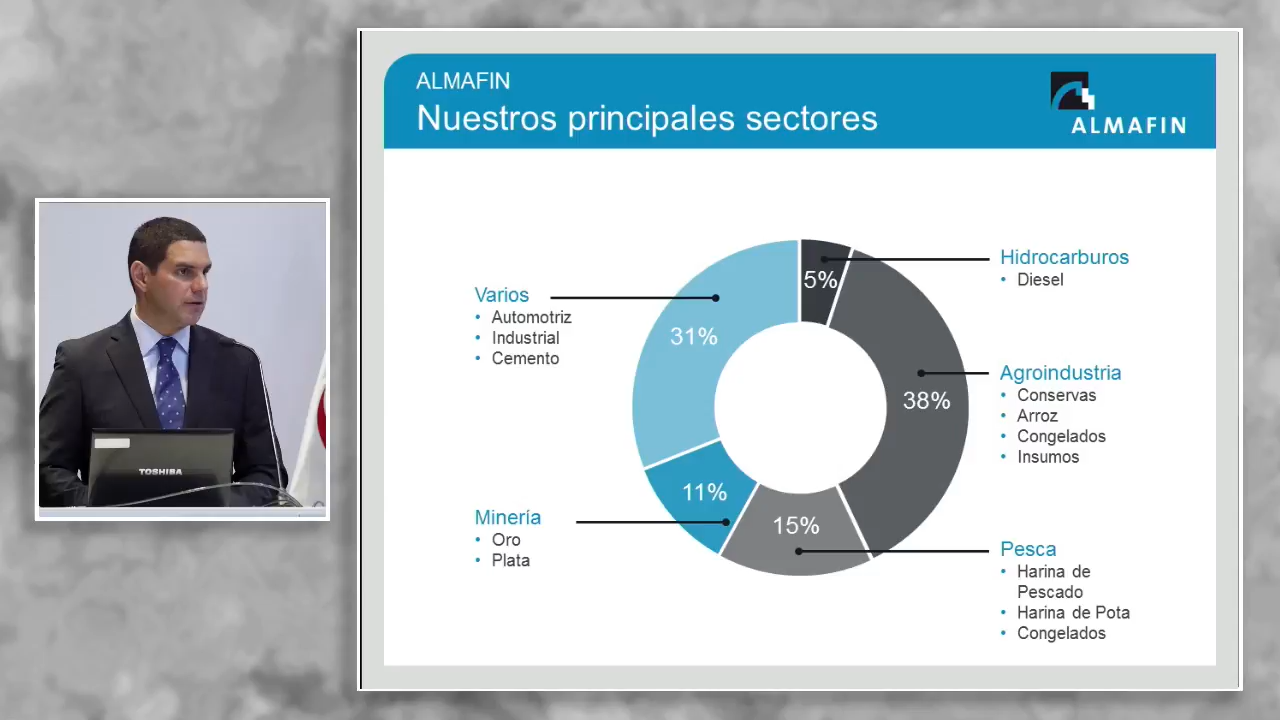 ALMAFIN
Nuestros principales sectores
ALMAFIN
Hidrocarburos
• Diesel
5%
Varios
• Automotriz
• Industrial
• Cemento
31%
Agroindustria
• Conservas
• Arroz
• Congelados
• Insumos
38%
11%
Minería
• Oro
• Plata
15%
Pesca
• Harina de
Pescado
• Harina de Pota
• Congelados
TOSHIBA